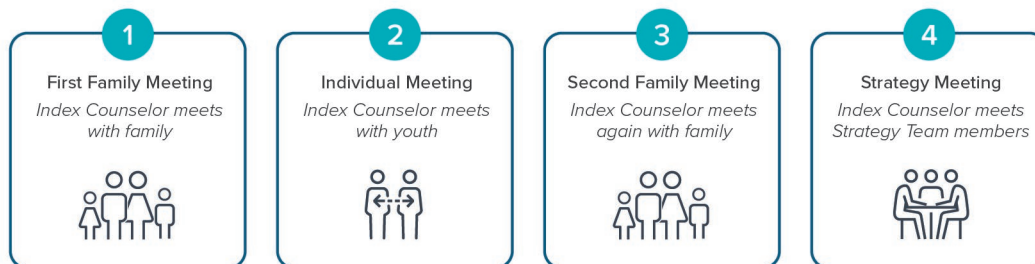 1
First Family Meeting
Index Counselor meets
with family
2
Individual Meeting
Index Counselor meets
with youth
3
Second Family Meeting
Index Counselor meets
again with family
4
Strategy Meeting
Index Counselor meets
Strategy Team members